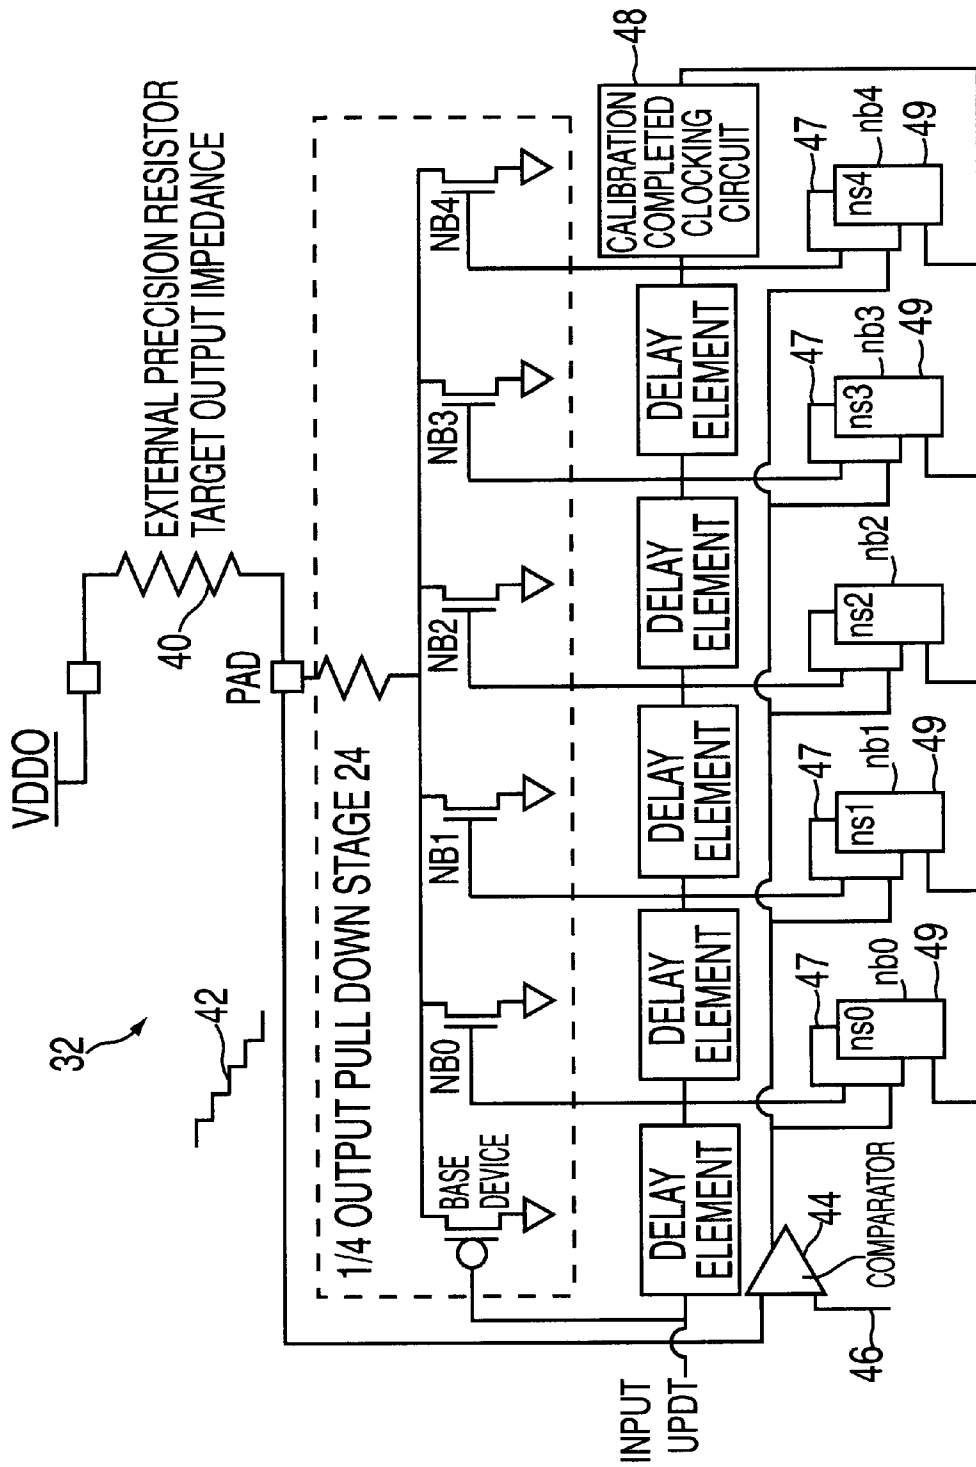 32
42
VDDO
EXTERNAL PRECISION RESISTOR
TARGET OUTPUT IMPEDANCE
40
PAD
1/4 OUTPUT PULL DOWN STAGE 24
BASE
DEVICE
NB0
NB1
NB2
NB3
NB4
INPUT
UPDT
DELAY
ELEMENT
DELAY
ELEMENT
DELAY
ELEMENT
DELAY
ELEMENT
DELAY
ELEMENT
CALIBRATION
COMPLETED
CLOCKING
CIRCUIT
48
COMPARATOR
44
46
47
ns0
nb0
49
47
ns1
nb1
49
ns2
nb2
47
ns3
nb3
49
47
ns4
nb4
49